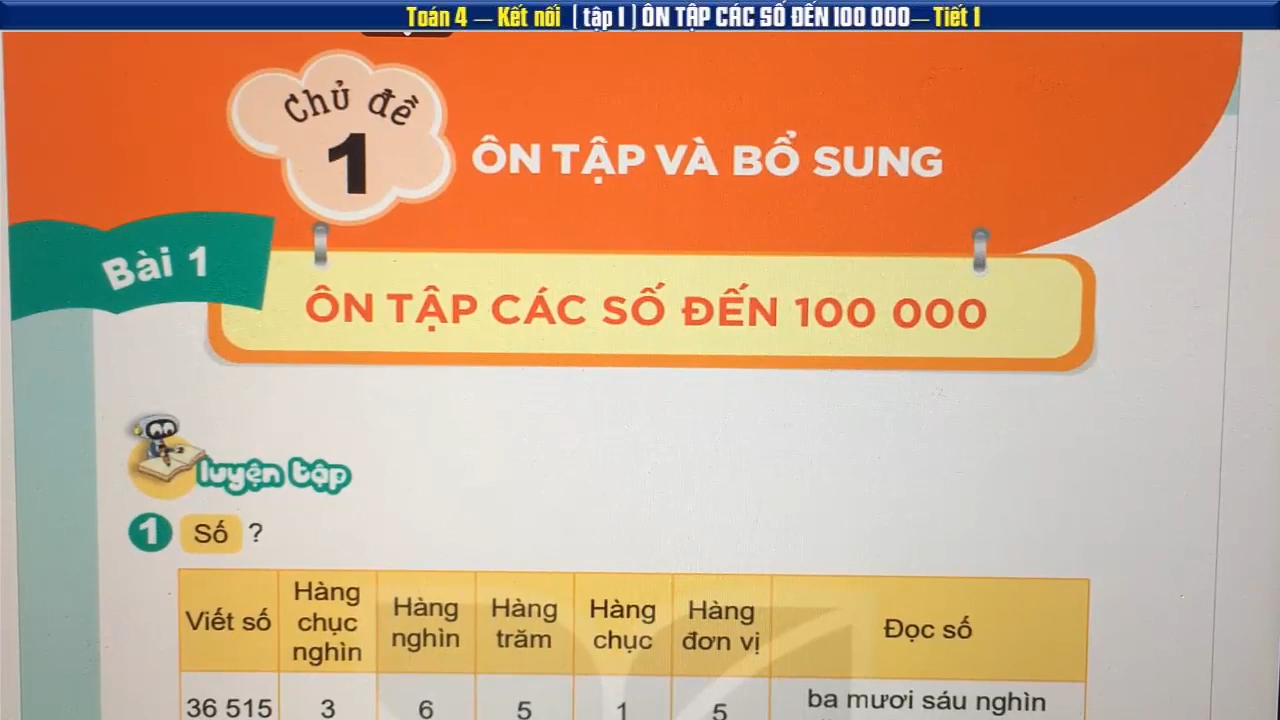 Toán 4 — Kết nối ( tập 1 ) ÔN TẬP CÁC SỐ ĐẾN 100 000— Tiết 1
Chủ đề
1
ÔN TẬP VÀ BỔ SUNG
Bài 1
ÔN TẬP CÁC SỐ ĐẾN 100 000
luyện tập
1 Số ?
Viết số Hàng chục nghìn Hàng nghìn Hàng trăm Hàng chục Hàng đơn vị Đọc số
36 515 3 6 5 1 5 ba mươi sáu nghìn